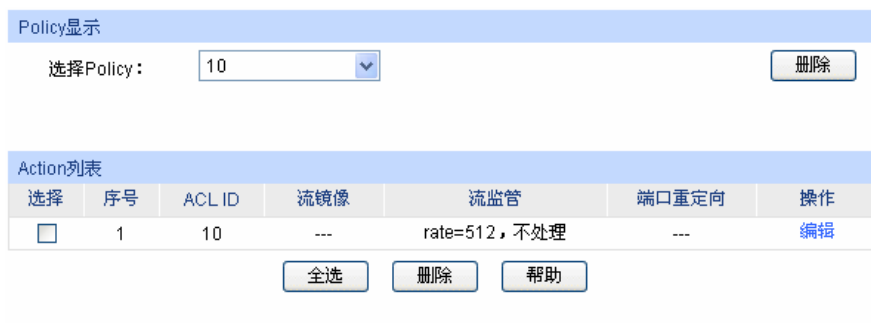 Policy显示
选择Policy： 10 删除
Action列表
选择 序号 ACL ID 流镜像 流监管 端口重定向 操作
1 10 --- rate=512，不处理 --- 编辑
全选 删除 帮助